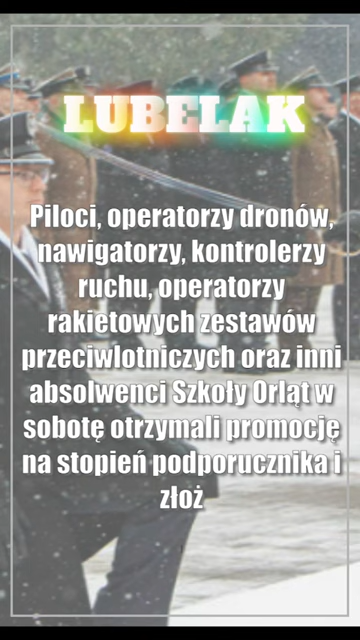 LUBELAK
Piloci, operatorzy dronów,
nawigatorzy, kontrolerzy
ruchu, operatorzy
rakietowych zestawów
przeciwlotniczych oraz inni
absolwenci Szkoły Orląt w
sobotę otrzymali promocję
na stopień podporucznika i
złoż